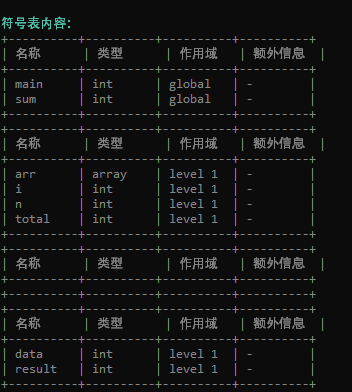 符号表内容:
+---------+---------+---------+---------+
| 名称     | 类型     | 作用域   | 额外信息  |
+---------+---------+---------+---------+
| main    | int     | global  | -       |
| sum     | int     | global  | -       |
+---------+---------+---------+---------+
+---------+---------+---------+---------+
| 名称     | 类型     | 作用域   | 额外信息  |
+---------+---------+---------+---------+
| arr     | array   | level 1 | -       |
| i       | int     | level 1 | -       |
| n       | int     | level 1 | -       |
| total   | int     | level 1 | -       |
+---------+---------+---------+---------+
+---------+---------+---------+---------+
| 名称     | 类型     | 作用域   | 额外信息  |
+---------+---------+---------+---------+
+---------+---------+---------+---------+
+---------+---------+---------+---------+
| 名称     | 类型     | 作用域   | 额外信息  |
+---------+---------+---------+---------+
| data    | int     | level 1 | -       |
| result  | int     | level 1 | -       |
+---------+---------+---------+---------+